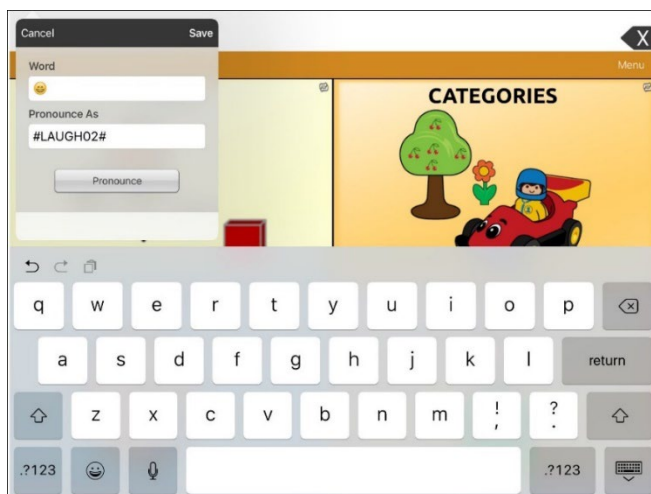 Cancel Save
Word
😀
Pronounce As
#LAUGH02#
Pronounce
X
Menu
CATEGORIES
q w e r t y u i o p
a s d f g h j k l return
z x c v b n m ! , ? .
.?123 .?123